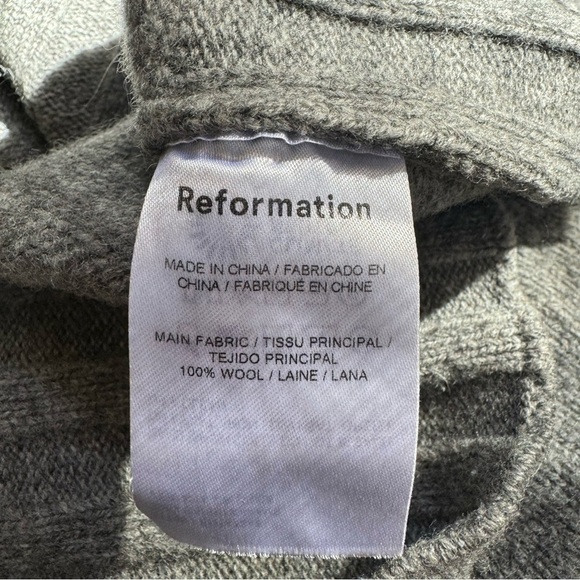 Reformation
MADE IN CHINA / FABRICADO EN
CHINA / FABRIQUÉ EN CHINE
MAIN FABRIC / TISSU PRINCIPAL /
TEJIDO PRINCIPAL
100% WOOL / LAINE / LANA